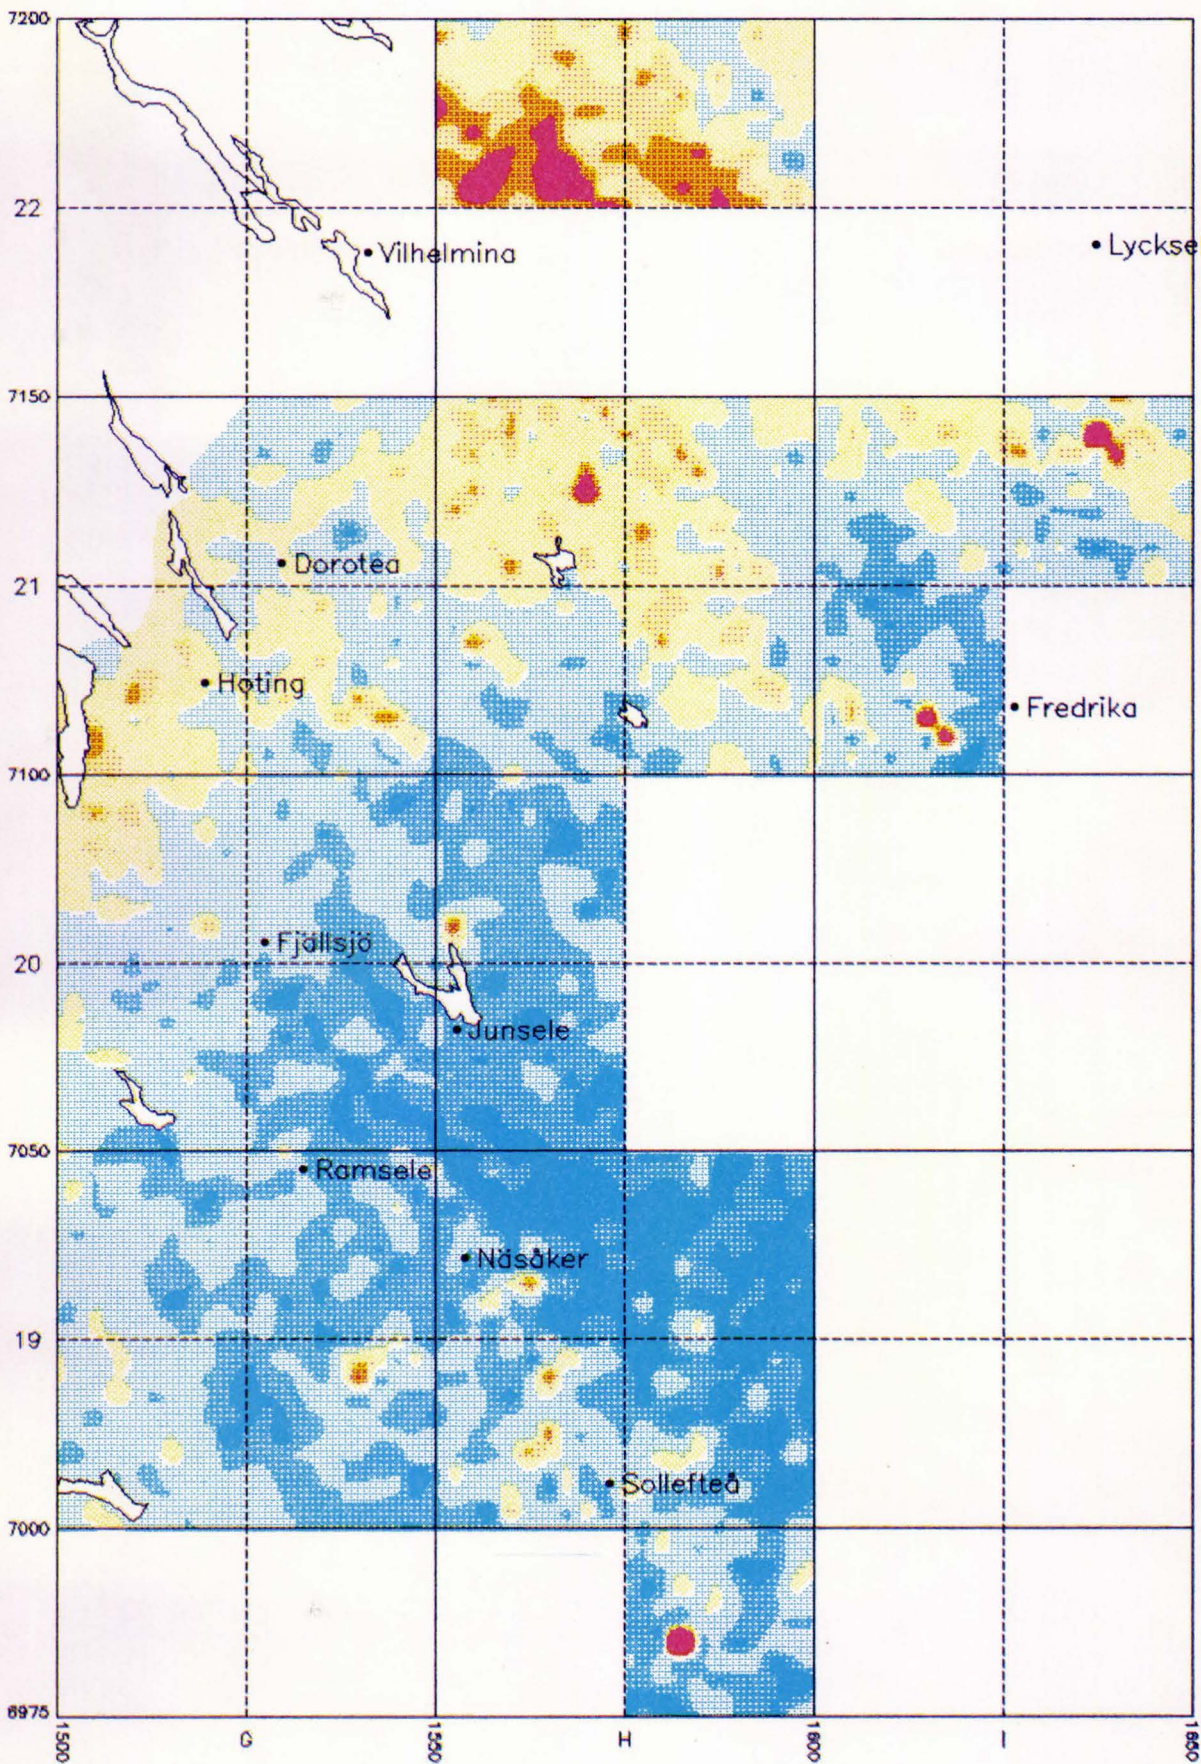 7200
22
Vilhelmina
Lyckse
7150
Dorotea
21
Hoting
Fredrika
7100
Fjällsjö
20
Junsele
7050
Ramsele
Näsåker
19
Sollefteå
7000
6975
1500 G 1550 H 1600 I 1650